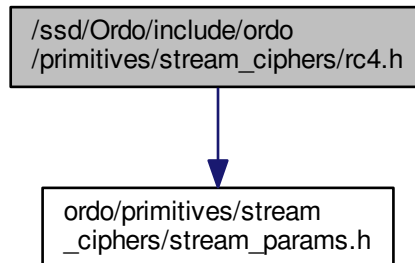 /ssd/Ordo/include/ordo
/primitives/stream_ciphers/rc4.h
ordo/primitives/stream
_ciphers/stream_params.h